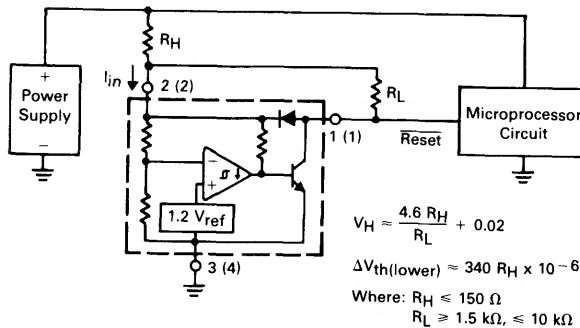 R_H
I_in
2 (2)
+
Power
Supply
−
R_L
1 (1)
Reset
Microprocessor
Circuit
−
+
1.2 V_ref
3 (4)
V_H ≈ 4.6 R_H / R_L + 0.02
ΔV_th(lower) ≈ 340 R_H x 10^−6
Where: R_H ≤ 150 Ω
R_L ≥ 1.5 kΩ, ≤ 10 kΩ